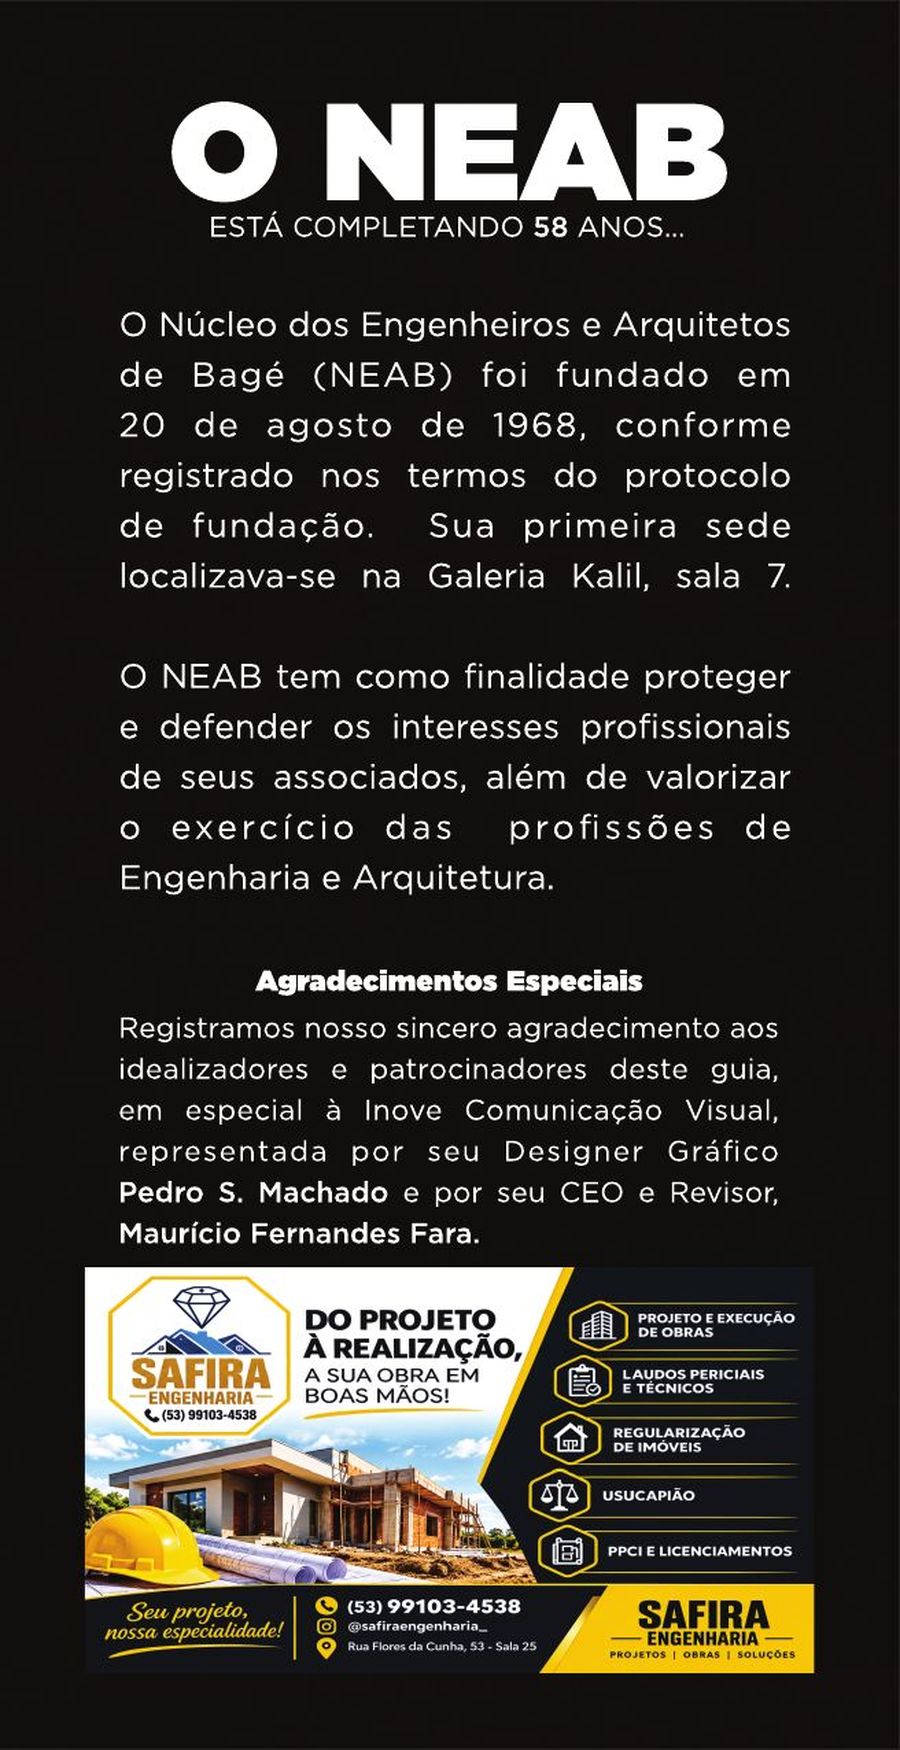 O NEAB
ESTÁ COMPLETANDO 58 ANOS...
O Núcleo dos Engenheiros e Arquitetos
de Bagé (NEAB) foi fundado em
20 de agosto de 1968, conforme
registrado nos termos do protocolo
de fundação. Sua primeira sede
localizava-se na Galeria Kalil, sala 7.
O NEAB tem como finalidade proteger
e defender os interesses profissionais
de seus associados, além de valorizar
o exercício das profissões de
Engenharia e Arquitetura.
Agradecimentos Especiais
Registramos nosso sincero agradecimento aos
idealizadores e patrocinadores deste guia,
em especial à Inove Comunicação Visual,
representada por seu Designer Gráfico
Pedro S. Machado e por seu CEO e Revisor,
Maurício Fernandes Fara.
SAFIRA
ENGENHARIA
(53) 99103-4538
DO PROJETO
À REALIZAÇÃO,
A SUA OBRA EM
BOAS MÃOS!
PROJETO E EXECUÇÃO
DE OBRAS
LAUDOS PERICIAIS
E TÉCNICOS
REGULARIZAÇÃO
DE IMÓVEIS
USUCAPIÃO
PPCI E LICENCIAMENTOS
Seu projeto,
nossa especialidade!
(53) 99103-4538
@safiraengenharia_
Rua Flores da Cunha, 53 - Sala 25
SAFIRA
ENGENHARIA
PROJETOS | OBRAS | SOLUÇÕES